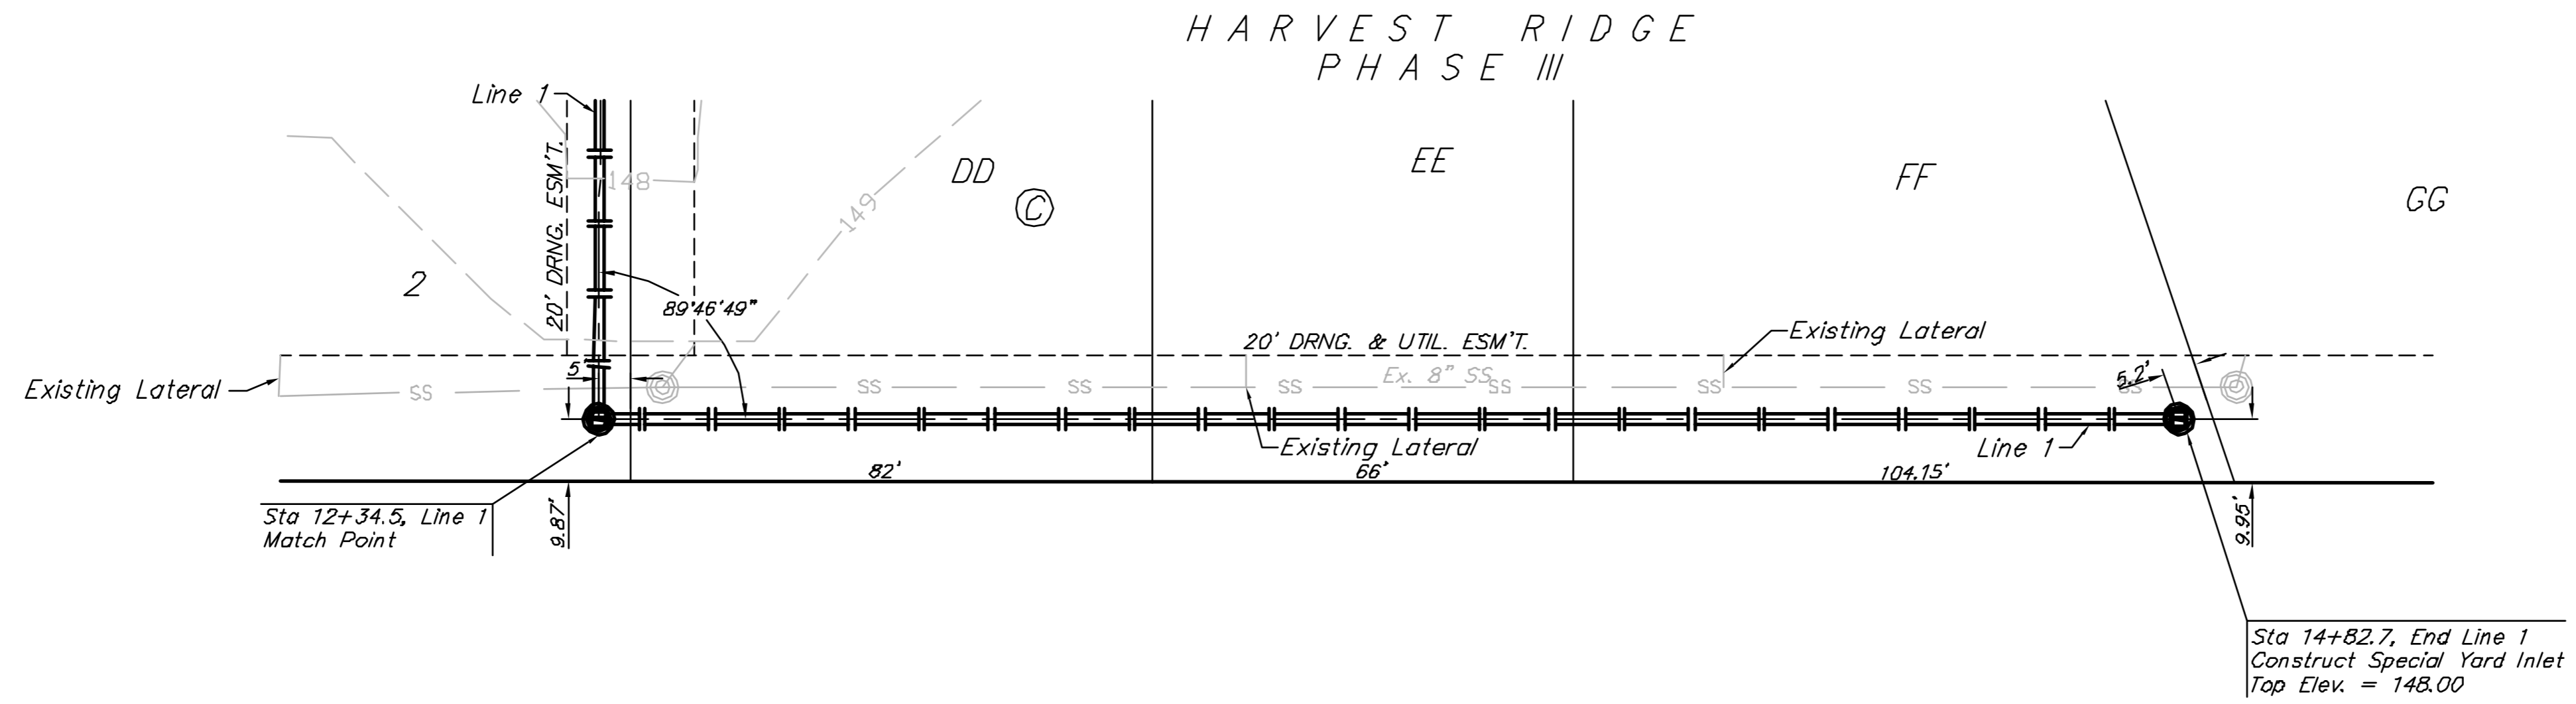 HARVEST RIDGE
PHASE III
Line 1
20' DRNG. ESM'T.
148
149
DD
C
EE
FF
GG
2
89°46'49"
20' DRNG. & UTIL. ESM'T.
Existing Lateral
Existing Lateral
5'
SS
SS
SS
SS
Ex. 8" SS
SS
SS
SS
SS
5.2'
Existing Lateral
Line 1
82'
66'
104.15'
Sta 12+34.5, Line 1
Match Point
9.87'
9.95'
Sta 14+82.7, End Line 1
Construct Special Yard Inlet
Top Elev. = 148.00